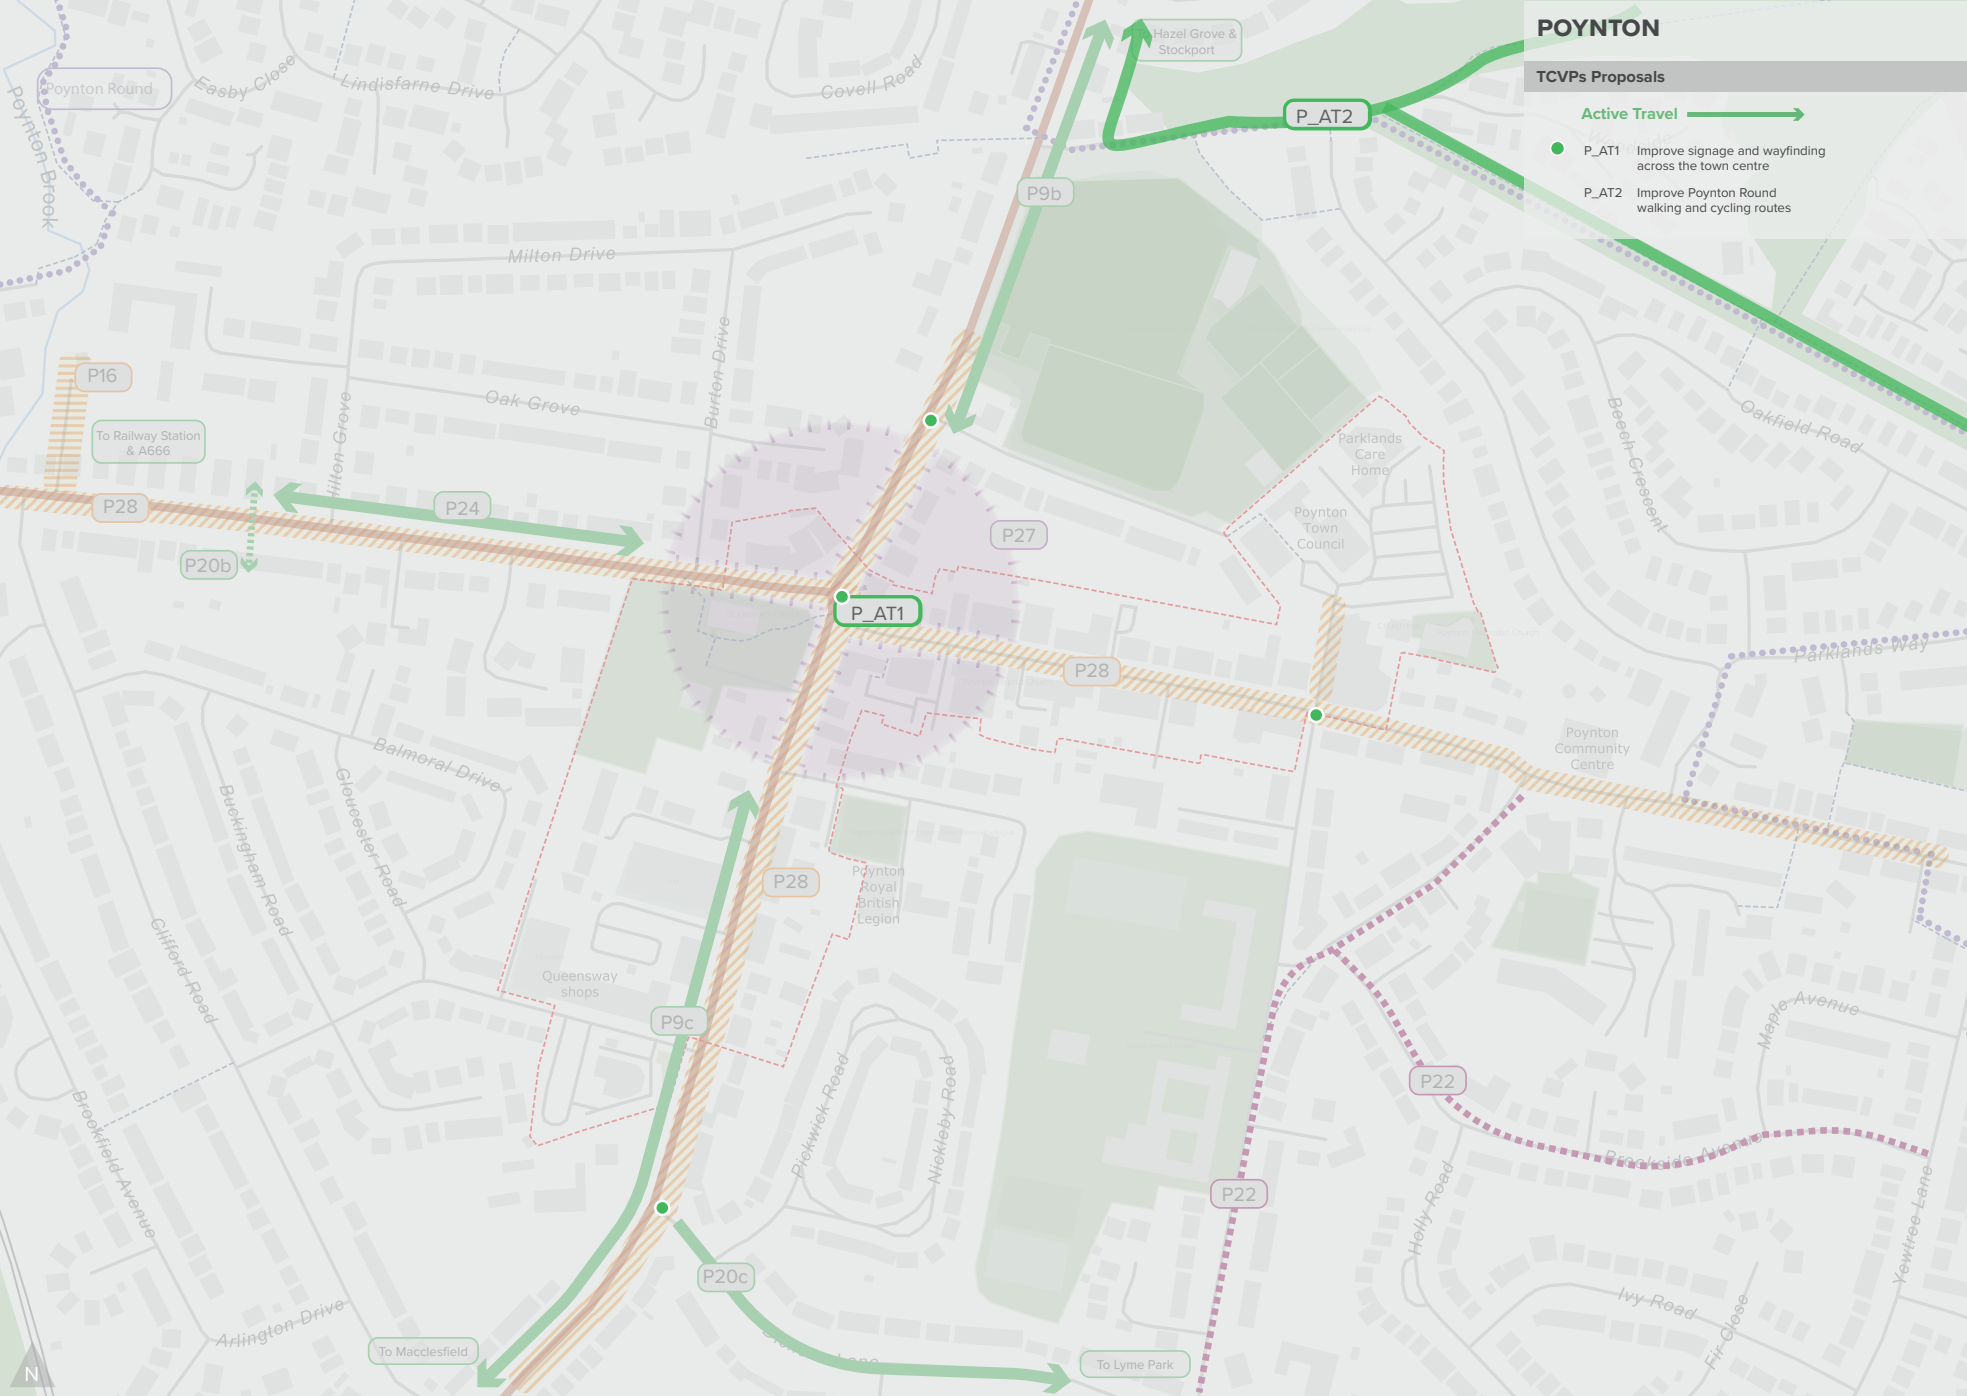 POYNTON
TCVPs Proposals
Active Travel
P_AT1 Improve signage and wayfinding
across the town centre
P_AT2 Improve Poynton Round
walking and cycling routes
Hazel Grove &
Stockport
P_AT2
Poynton Round
Easby Close
Lindisfarne Drive
Covell Road
Poynton Brook
P9b
Milton Drive
Burton Drive
P16
Oak Grove
To Railway Station
& A666
P28
P24
P20b
P27
Parklands
Care
Home
Poynton
Town
Council
Beech Crescent
Oakfield Road
P_AT1
P28
Parklands Way
Poynton
Community
Centre
Balmoral Drive
Gloucester Road
Buckingham Road
Clifford Road
P28
Poynton
Royal
British
Legion
Queensway
shops
P9c
Pickwick Road
Nickleby Road
Maple Avenue
P22
Brookside Avenue
P22
Holly Road
Yewtree Lane
Ivy Road
Fir Close
Brookfield Avenue
Arlington Drive
P20c
To Macclesfield
To Lyme Park
N